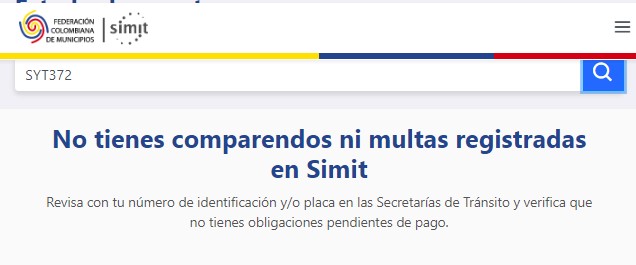 FEDERACIÓN
COLOMBIANA
DE MUNICIPIOS
simit
SYT372
No tienes comparendos ni multas registradas
en Simit
Revisa con tu número de identificación y/o placa en las Secretarías de Tránsito y verifica que
no tienes obligaciones pendientes de pago.